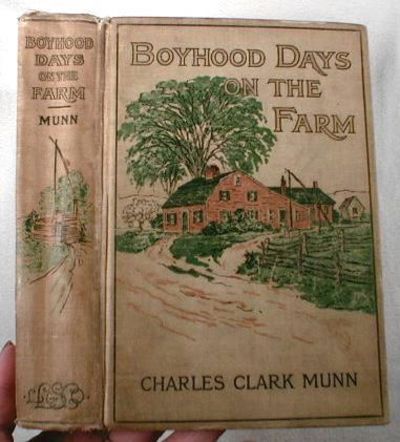 BOYHOOD
DAYS
ON THE
FARM
MUNN
BOYHOOD DAYS
ON THE
FARM
CHARLES CLARK MUNN